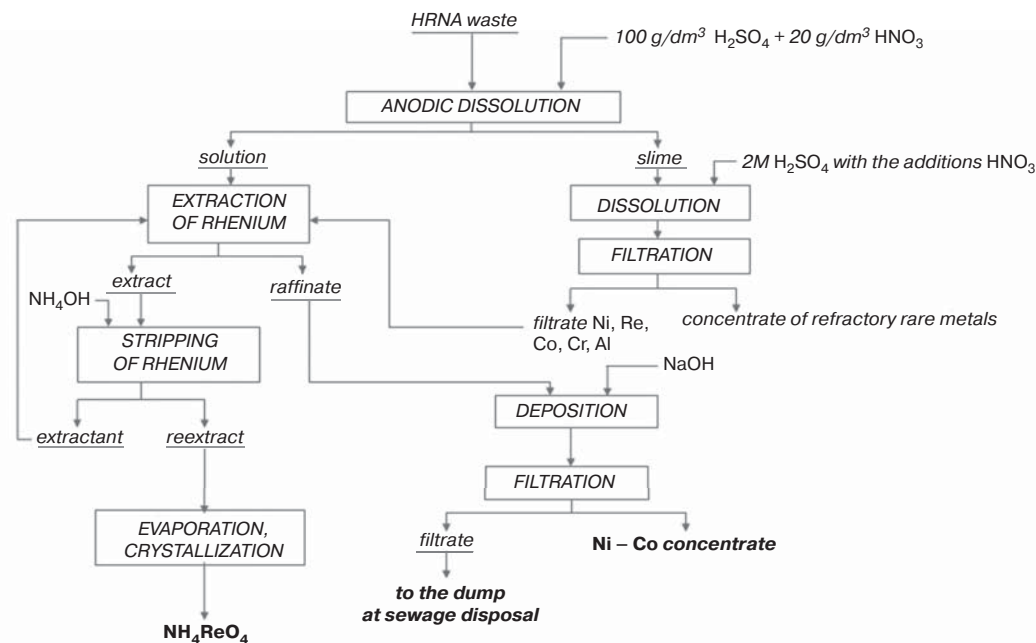 HRNA waste
100 g/dm³ H₂SO₄ + 20 g/dm³ HNO₃
ANODIC DISSOLUTION
solution
slime
2M H₂SO₄ with the additions HNO₃
EXTRACTION
OF RHENIUM
DISSOLUTION
FILTRATION
extract
raffinate
NH₄OH
filtrate Ni, Re,
Co, Cr, Al
concentrate of refractory rare metals
STRIPPING
OF RHENIUM
NaOH
DEPOSITION
extractant
reextract
FILTRATION
EVAPORATION,
CRYSTALLIZATION
filtrate
Ni – Co concentrate
to the dump
at sewage disposal
NH₄ReO₄